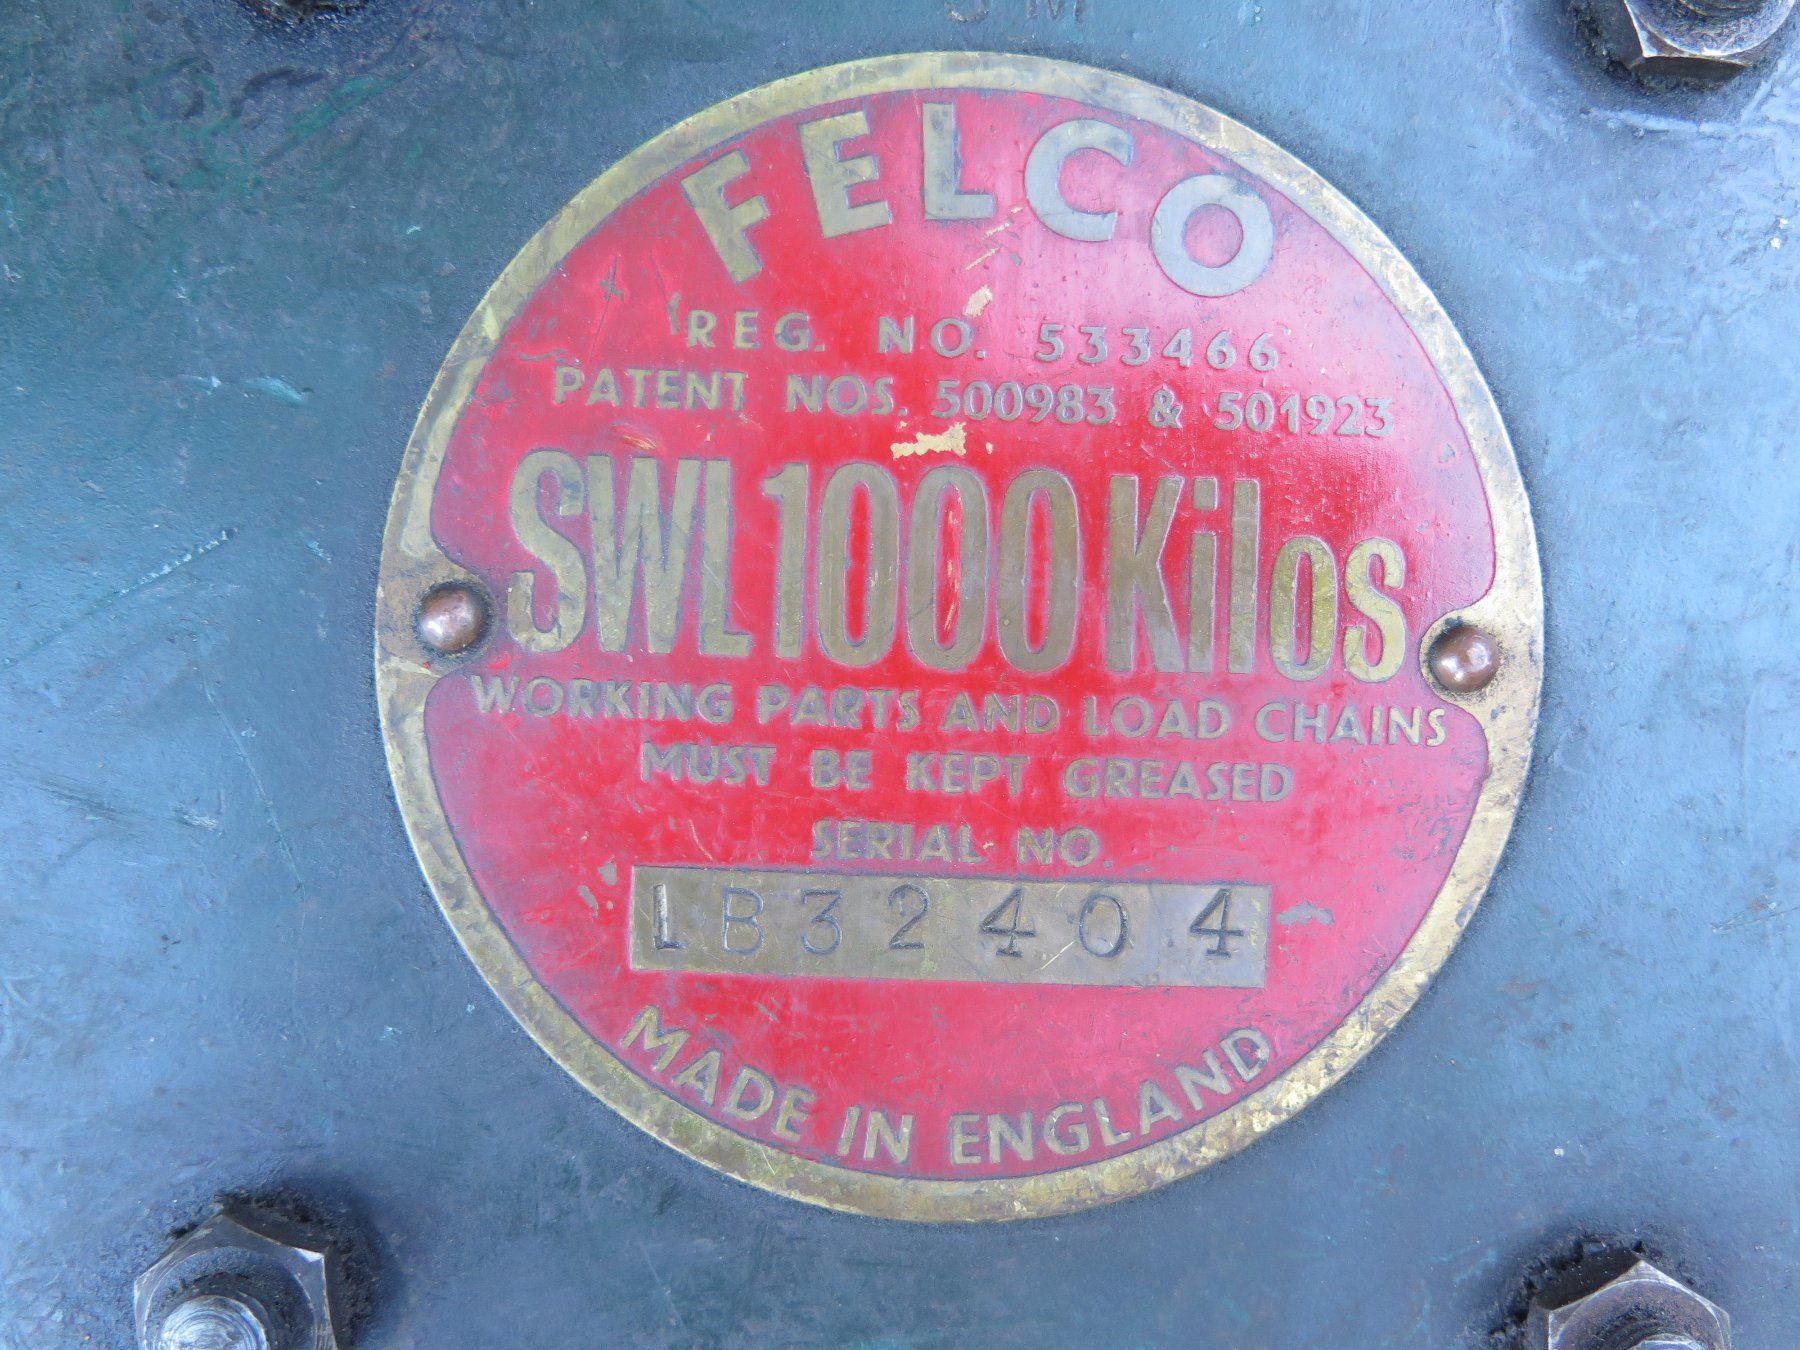 FELCO
REG. NO. 533466
PATENT NOS. 500983 & 501923
SWL 1000 Kilos
WORKING PARTS AND LOAD CHAINS
MUST BE KEPT GREASED
SERIAL NO.
LB32404
MADE IN ENGLAND